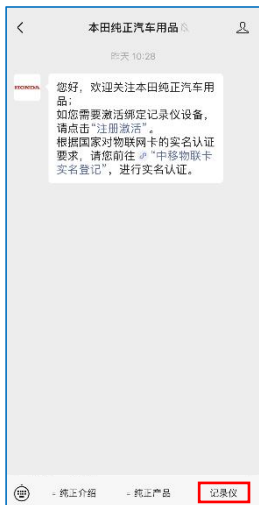 本田纯正汽车用品
昨天 10:28
HONDA
您好，欢迎关注本田纯正汽车用
品；
如您需要激活绑定记录仪设备，
请点击“注册激活”。
根据国家对物联网卡的实名认证
要求，请您前往“中移物联卡
实名登记”，进行实名认证。
纯正介绍
纯正产品
记录仪